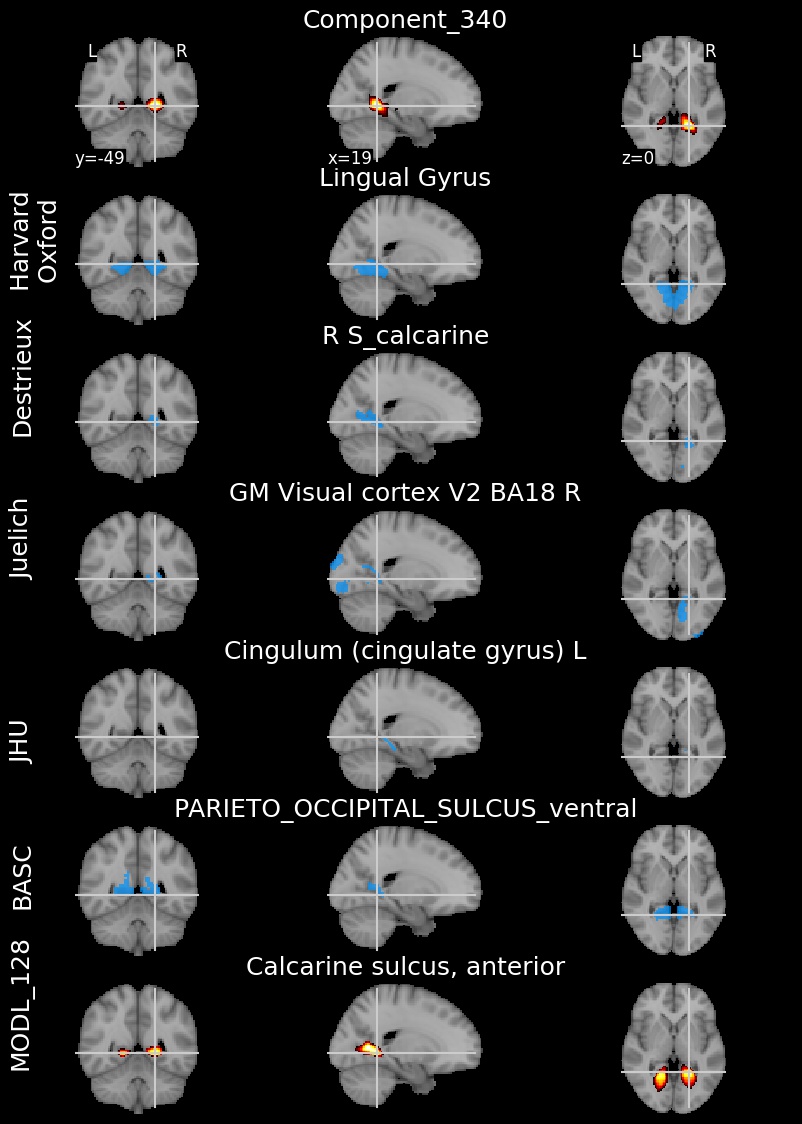 Component_340
L R
L R
y=-49
x=19
z=0
Lingual Gyrus
Harvard
Oxford
R S_calcarine
Destrieux
GM Visual cortex V2 BA18 R
Juelich
Cingulum (cingulate gyrus) L
JHU
PARIETO_OCCIPITAL_SULCUS_ventral
BASC
Calcarine sulcus, anterior
MODL_128